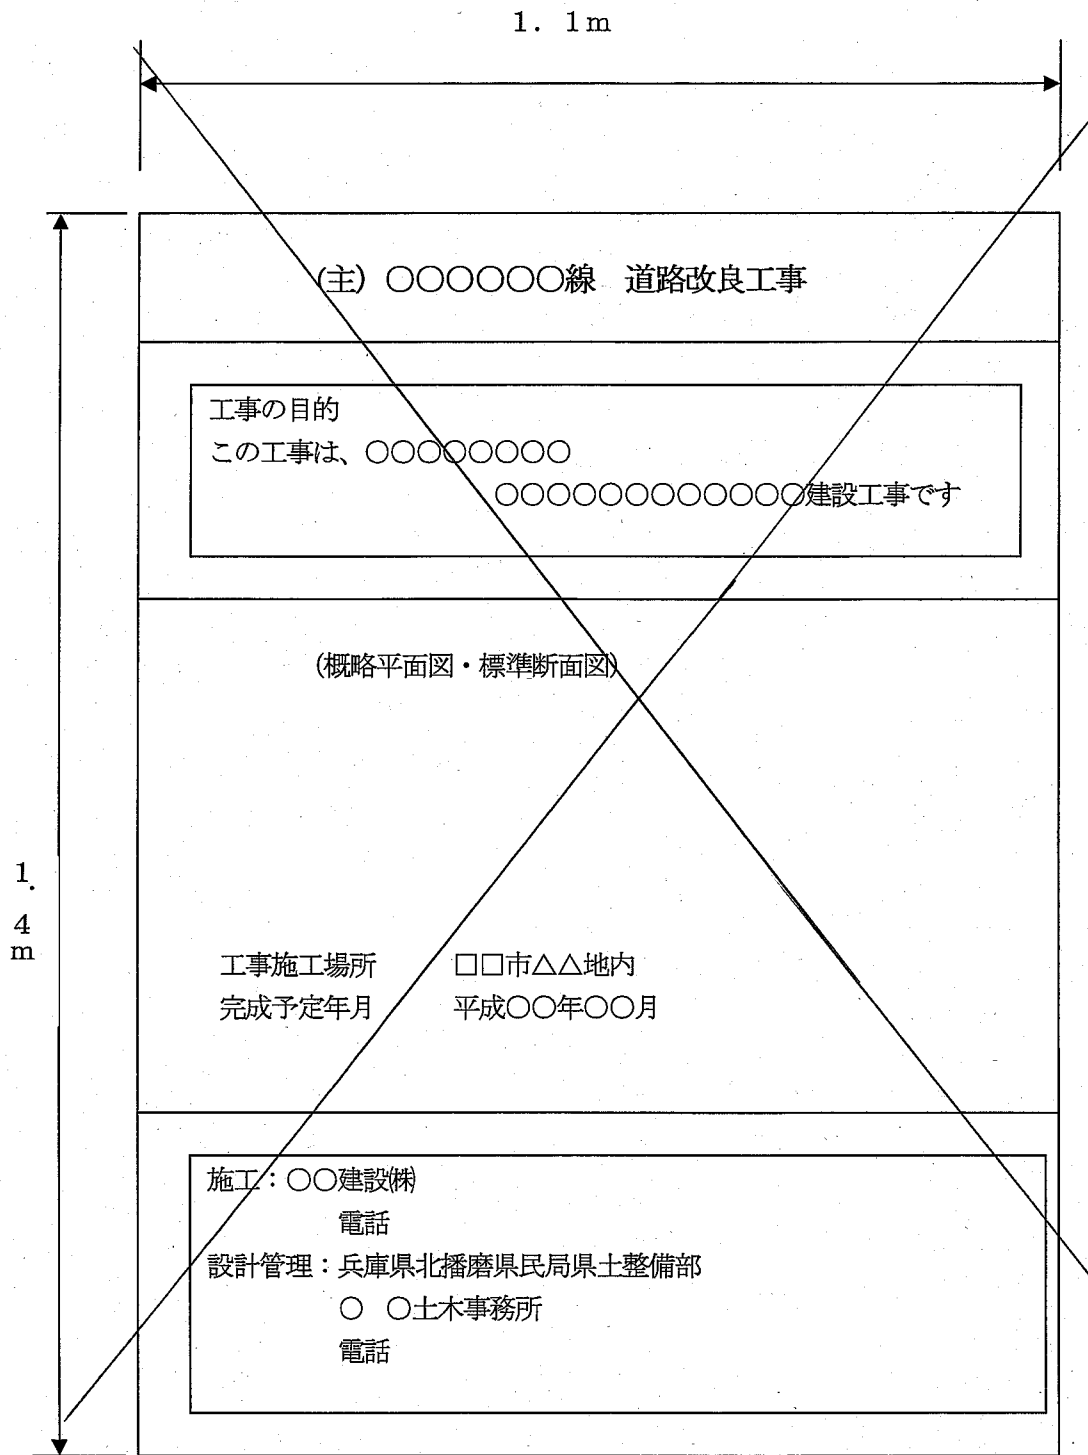 1. 1m
(主) ○○○○○○線 道路改良工事
工事の目的
この工事は、○○○○○○○○
○○○○○○○○○○○○建設工事です
(概略平面図・標準断面図)
1.
4
m
工事施工場所 □□市△△地内
完成予定年月 平成○○年○○月
施工：○○建設㈱
電話
設計管理：兵庫県北播磨県民局県土整備部
○ ○土木事務所
電話